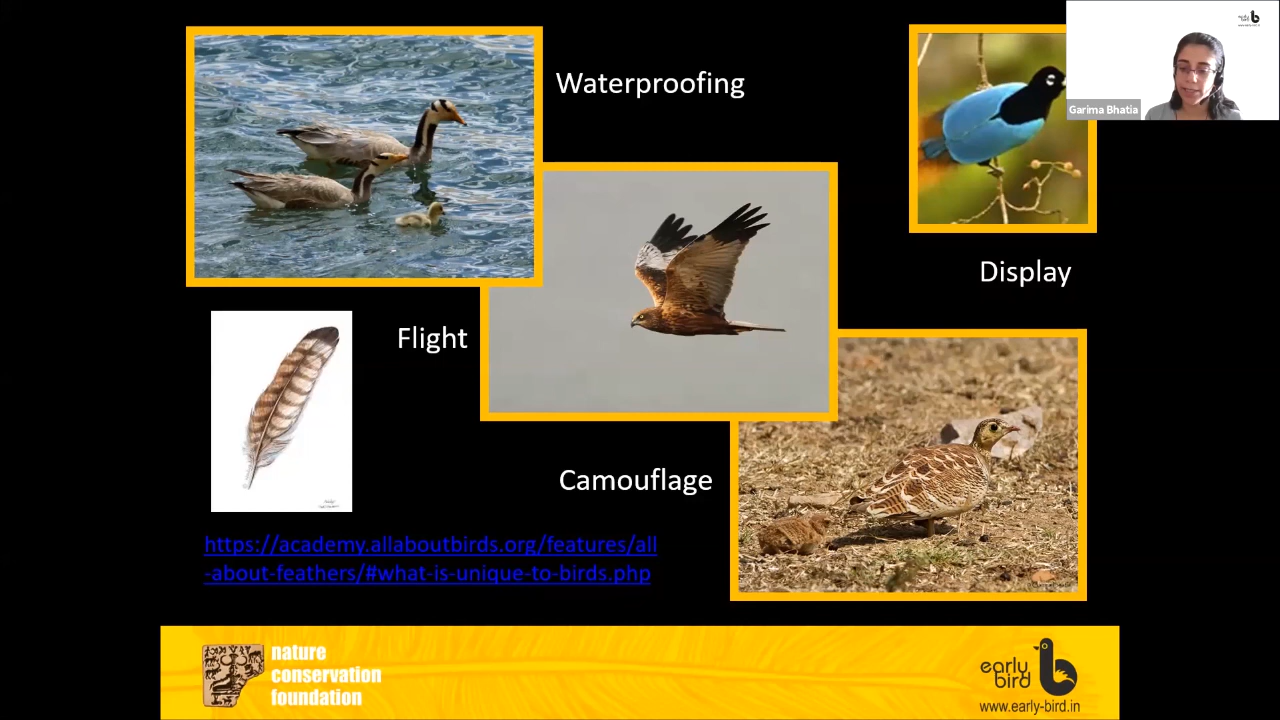 Waterproofing
Garima Bhatia
Display
Flight
Camouflage
https://academy.allaboutbirds.org/features/all
-about-feathers/#what-is-unique-to-birds.php
nature
conservation
foundation
early
bird
www.early-bird.in